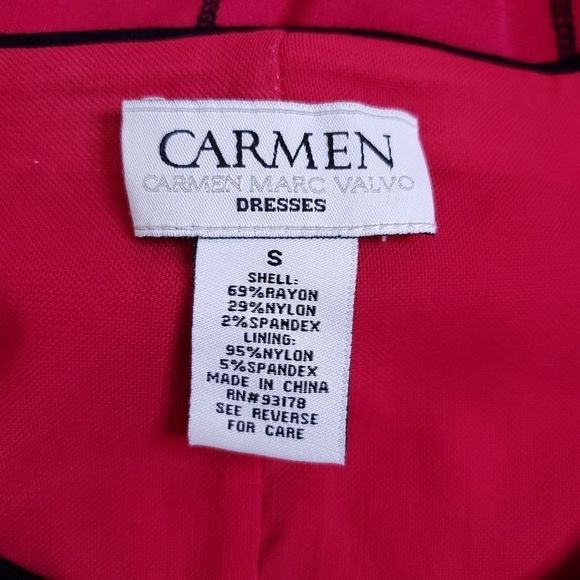 CARMEN
CARMEN MARC VALVO
DRESSES
S
SHELL:
69%RAYON
29%NYLON
2%SPANDEX
LINING:
95%NYLON
5%SPANDEX
MADE IN CHINA
RN#93178
SEE REVERSE
FOR CARE